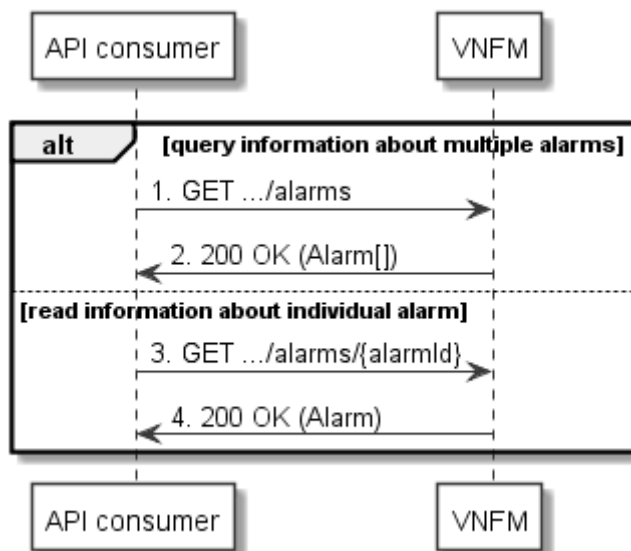 API consumer
VNFM
alt
[query information about multiple alarms]
1. GET .../alarms
2. 200 OK (Alarm[])
[read information about individual alarm]
3. GET .../alarms/{alarmId}
4. 200 OK (Alarm)
API consumer
VNFM